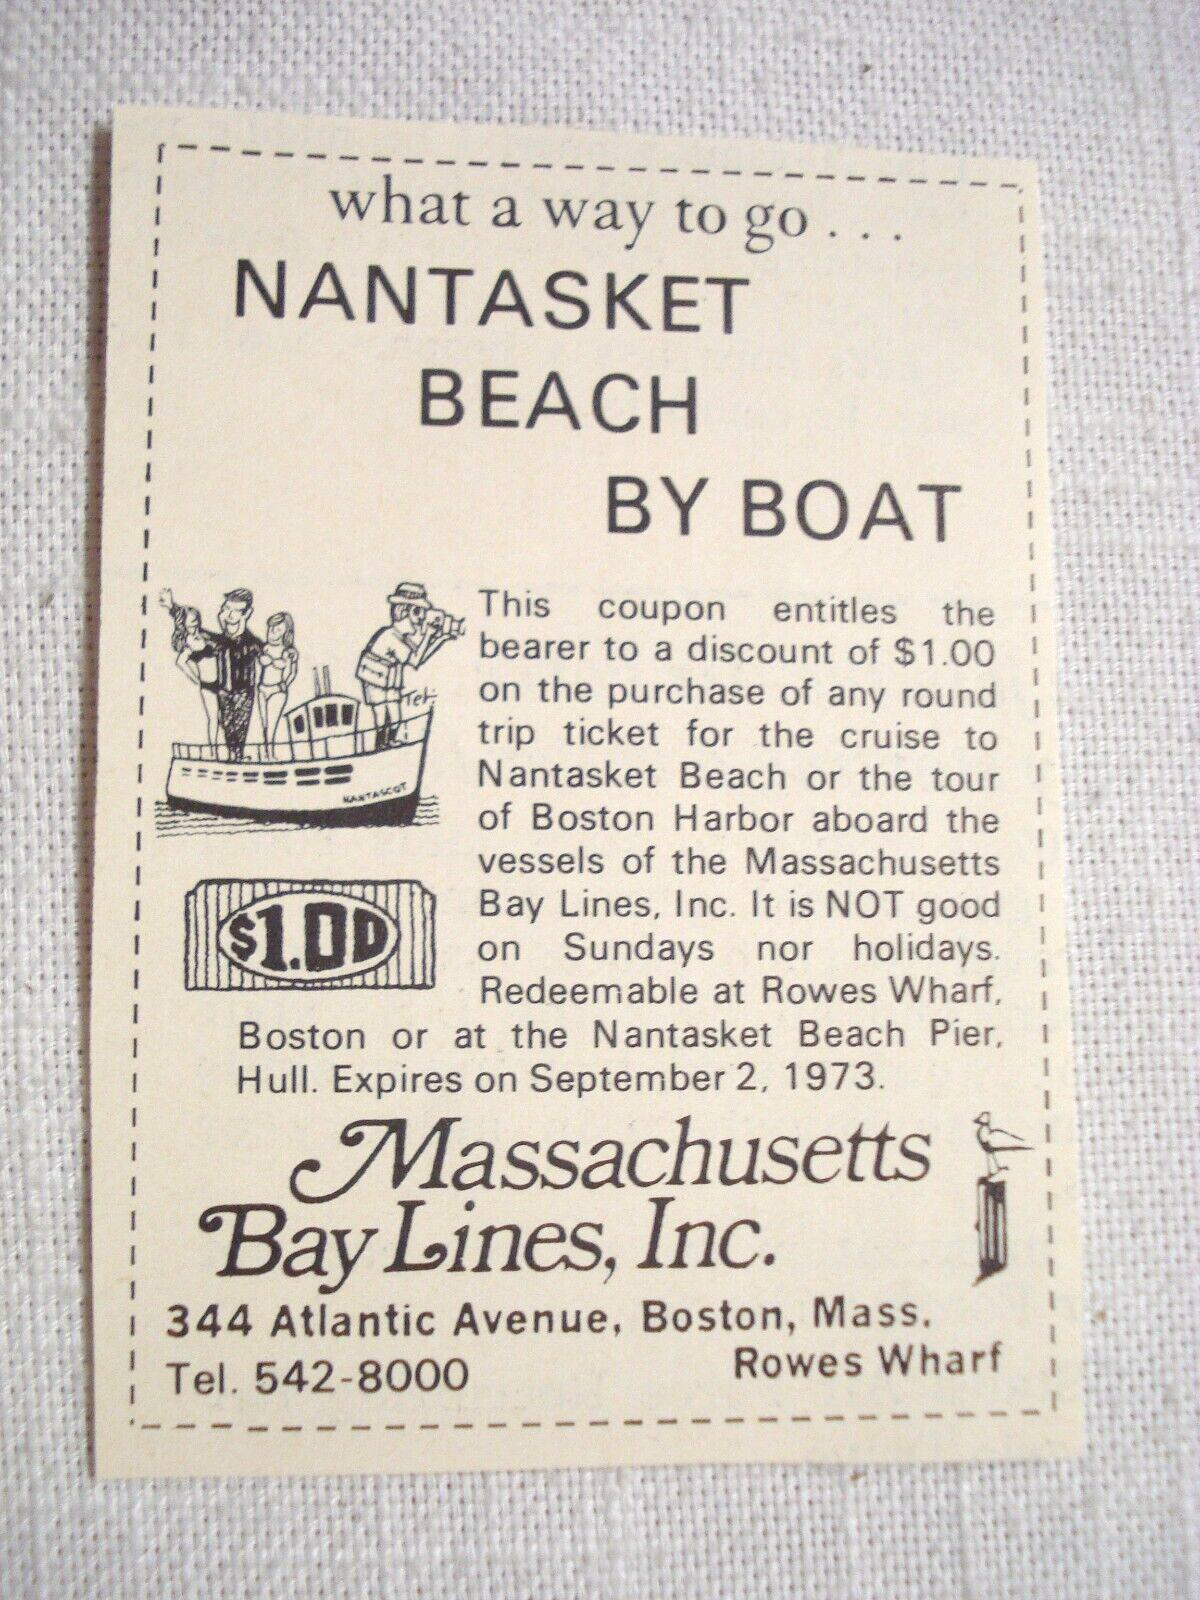 what a way to go . . .
NANTASKET
BEACH
BY BOAT
This coupon entitles the
bearer to a discount of $1.00
on the purchase of any round
trip ticket for the cruise to
Nantasket Beach or the tour
of Boston Harbor aboard the
vessels of the Massachusetts
Bay Lines, Inc. It is NOT good
on Sundays nor holidays.
Redeemable at Rowes Wharf,
Boston or at the Nantasket Beach Pier,
Hull. Expires on September 2, 1973.
NANTASCOT
$1.00
Massachusetts
Bay Lines, Inc.
344 Atlantic Avenue, Boston, Mass.
Rowes Wharf
Tel. 542-8000